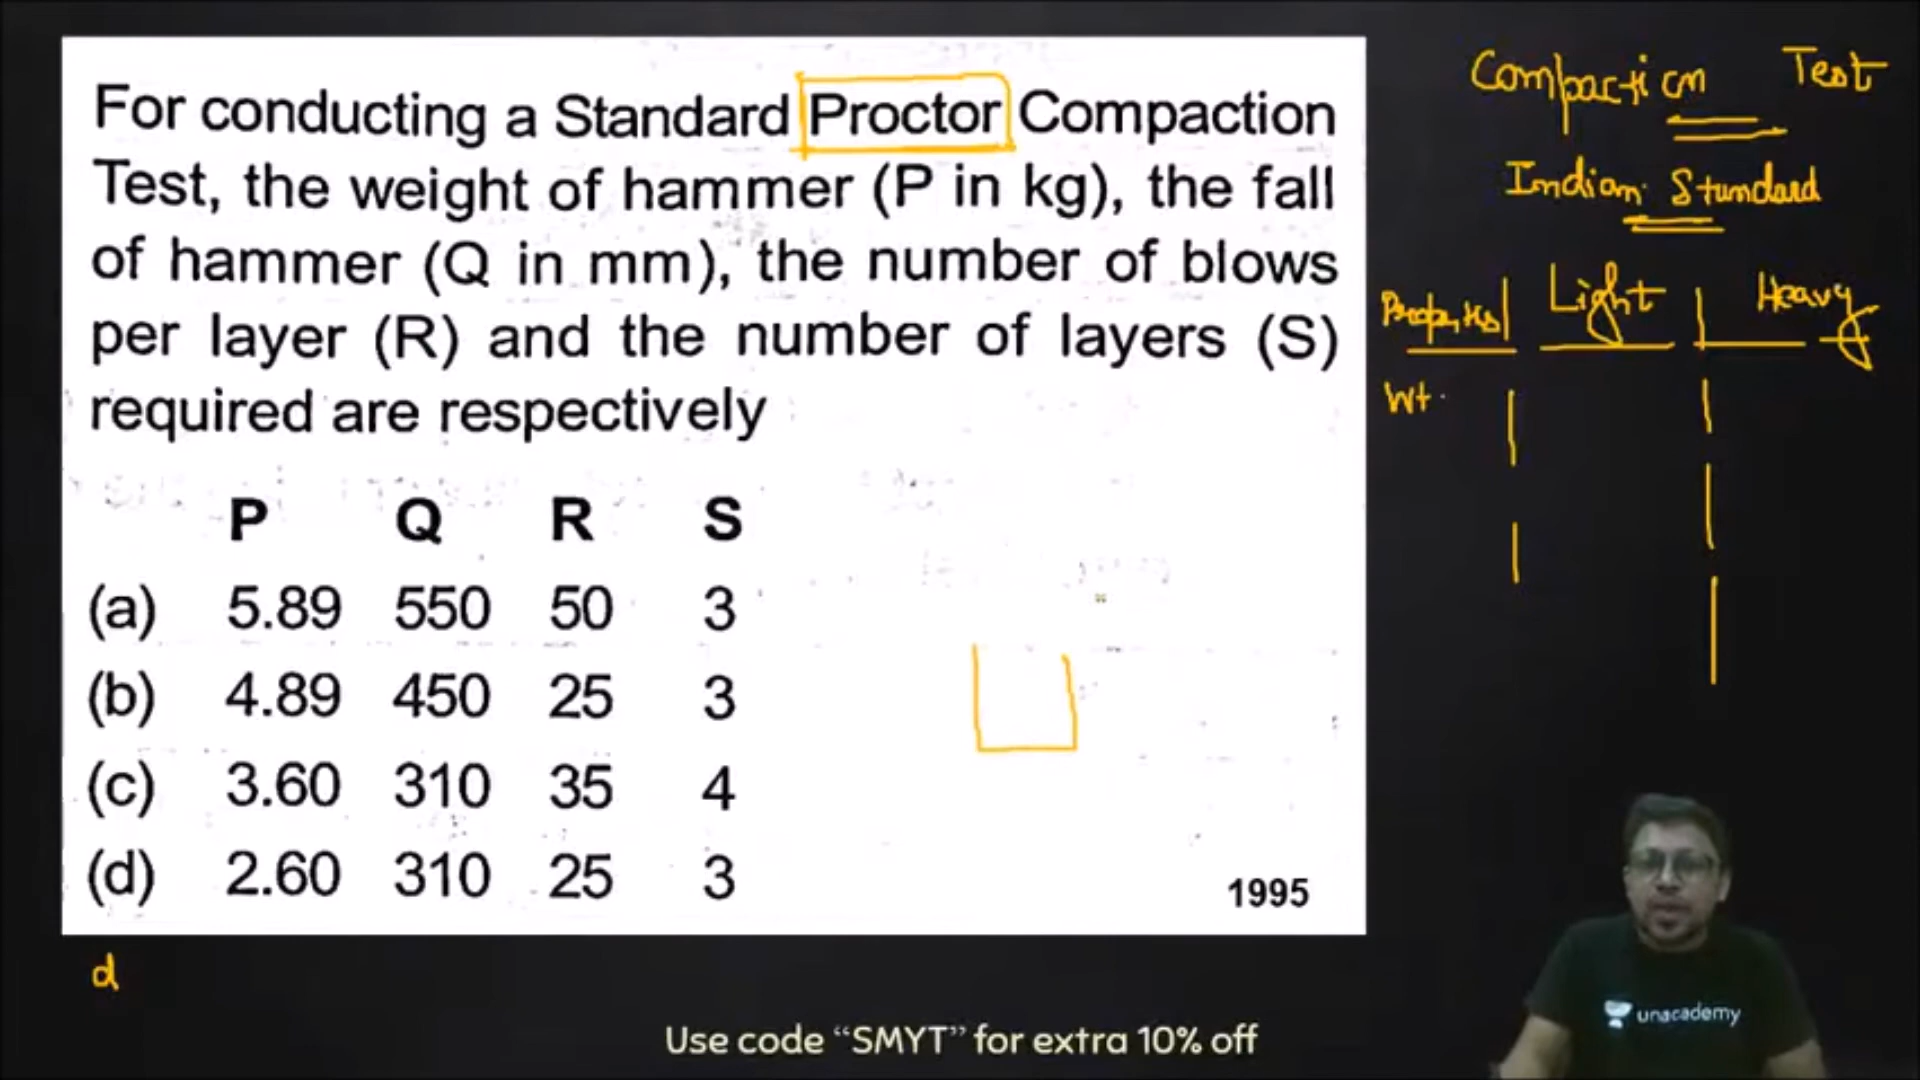 For conducting a Standard Proctor Compaction
Test, the weight of hammer (P in kg), the fall
of hammer (Q in mm), the number of blows
per layer (R) and the number of layers (S)
required are respectively
P Q R S
(a) 5.89 550 50 3
(b) 4.89 450 25 3
(c) 3.60 310 35 4
(d) 2.60 310 25 3
1995
d
Compaction Test
Indian Standard
Light Heavy
Wt.
unacademy
Use code “SMYT” for extra 10% off